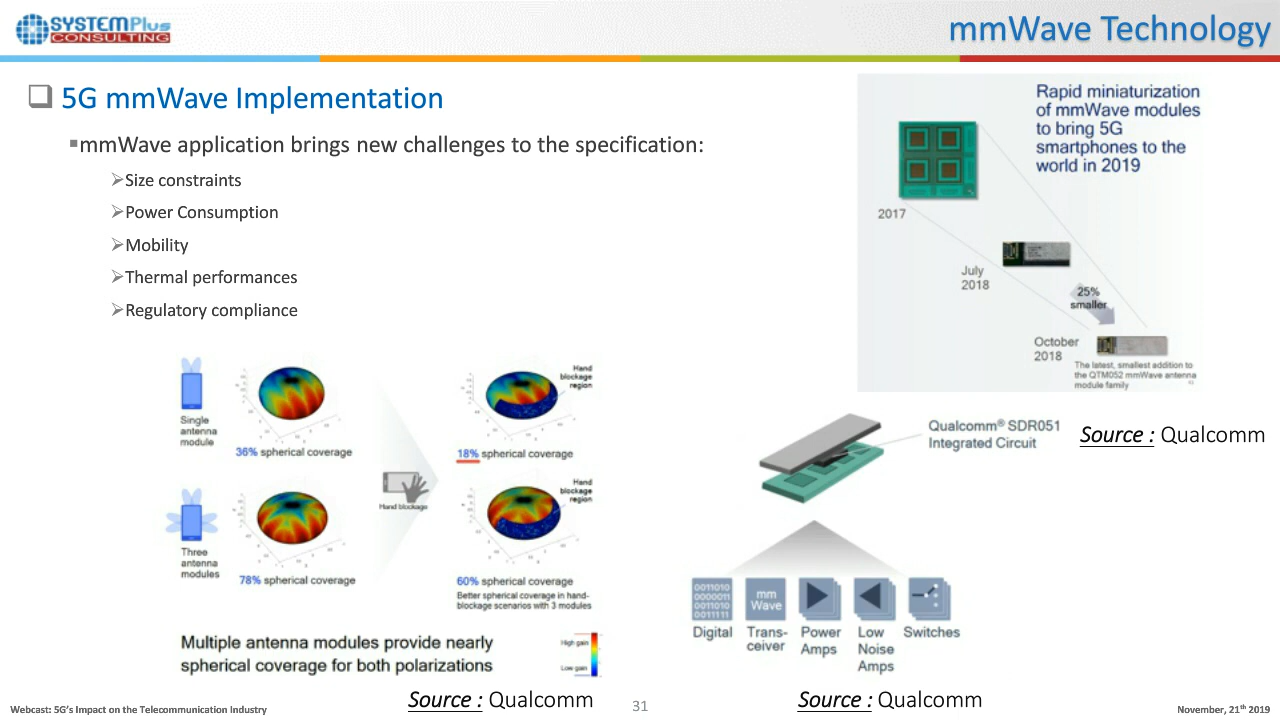 SYSTEMPlus
CONSULTING
mmWave Technology
5G mmWave Implementation
mmWave application brings new challenges to the specification:
Size constraints
Power Consumption
Mobility
Thermal performances
Regulatory compliance
Rapid miniaturization
of mmWave modules
to bring 5G
smartphones to the
world in 2019
2017
July
2018
25%
smaller
October
2018
The latest, smallest addition to
the QTM052 mmWave antenna
module family
Single
antenna
module
36% spherical coverage
Hand
blockage
region
18% spherical coverage
Hand blockage
Three
antenna
modules
78% spherical coverage
Hand
blockage
region
60% spherical coverage
Better spherical coverage in hand-
blockage scenarios with 3 modules
Multiple antenna modules provide nearly
spherical coverage for both polarizations
High gain
Low gain
Source : Qualcomm
Qualcomm® SDR051
Integrated Circuit
Source : Qualcomm
0011010
0000011
0011010
0011111
mm
Wave
Digital
Trans-
ceiver
Power
Amps
Low
Noise
Amps
Switches
Source : Qualcomm
Webcast: 5G's Impact on the Telecommunication Industry
31
November, 21th 2019